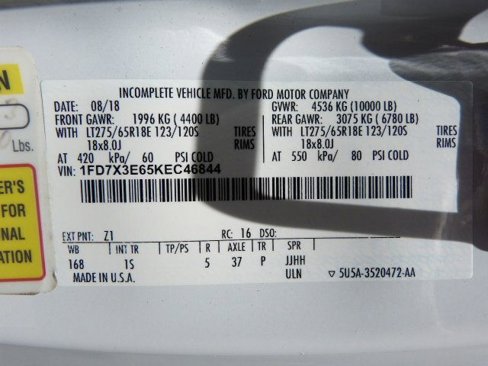 INCOMPLETE VEHICLE MFD. BY FORD MOTOR COMPANY
DATE: 08/18 GVWR: 4536 KG (10000 LB)
FRONT GAWR: 1996 KG (4400 LB) REAR GAWR: 3075 KG (6780 LB)
WITH LT275/65R18E 123/120S TIRES WITH LT275/65R18E 123/120S TIRES
18x8.0J RIMS 18x8.0J RIMS
AT 420 kPa/ 60 PSI COLD AT 550 kPa/ 80 PSI COLD
VIN: 1FD7X3E65KEC46844
EXT PNT: Z1 RC: 16 DSO:
WB INT TR TP/PS R AXLE TR SPR
168 1S 5 37 P JJHH
MADE IN U.S.A. ULN 5U5A-3520472-AA
N
Lbs.
ER'S
FOR
NAL
ATION